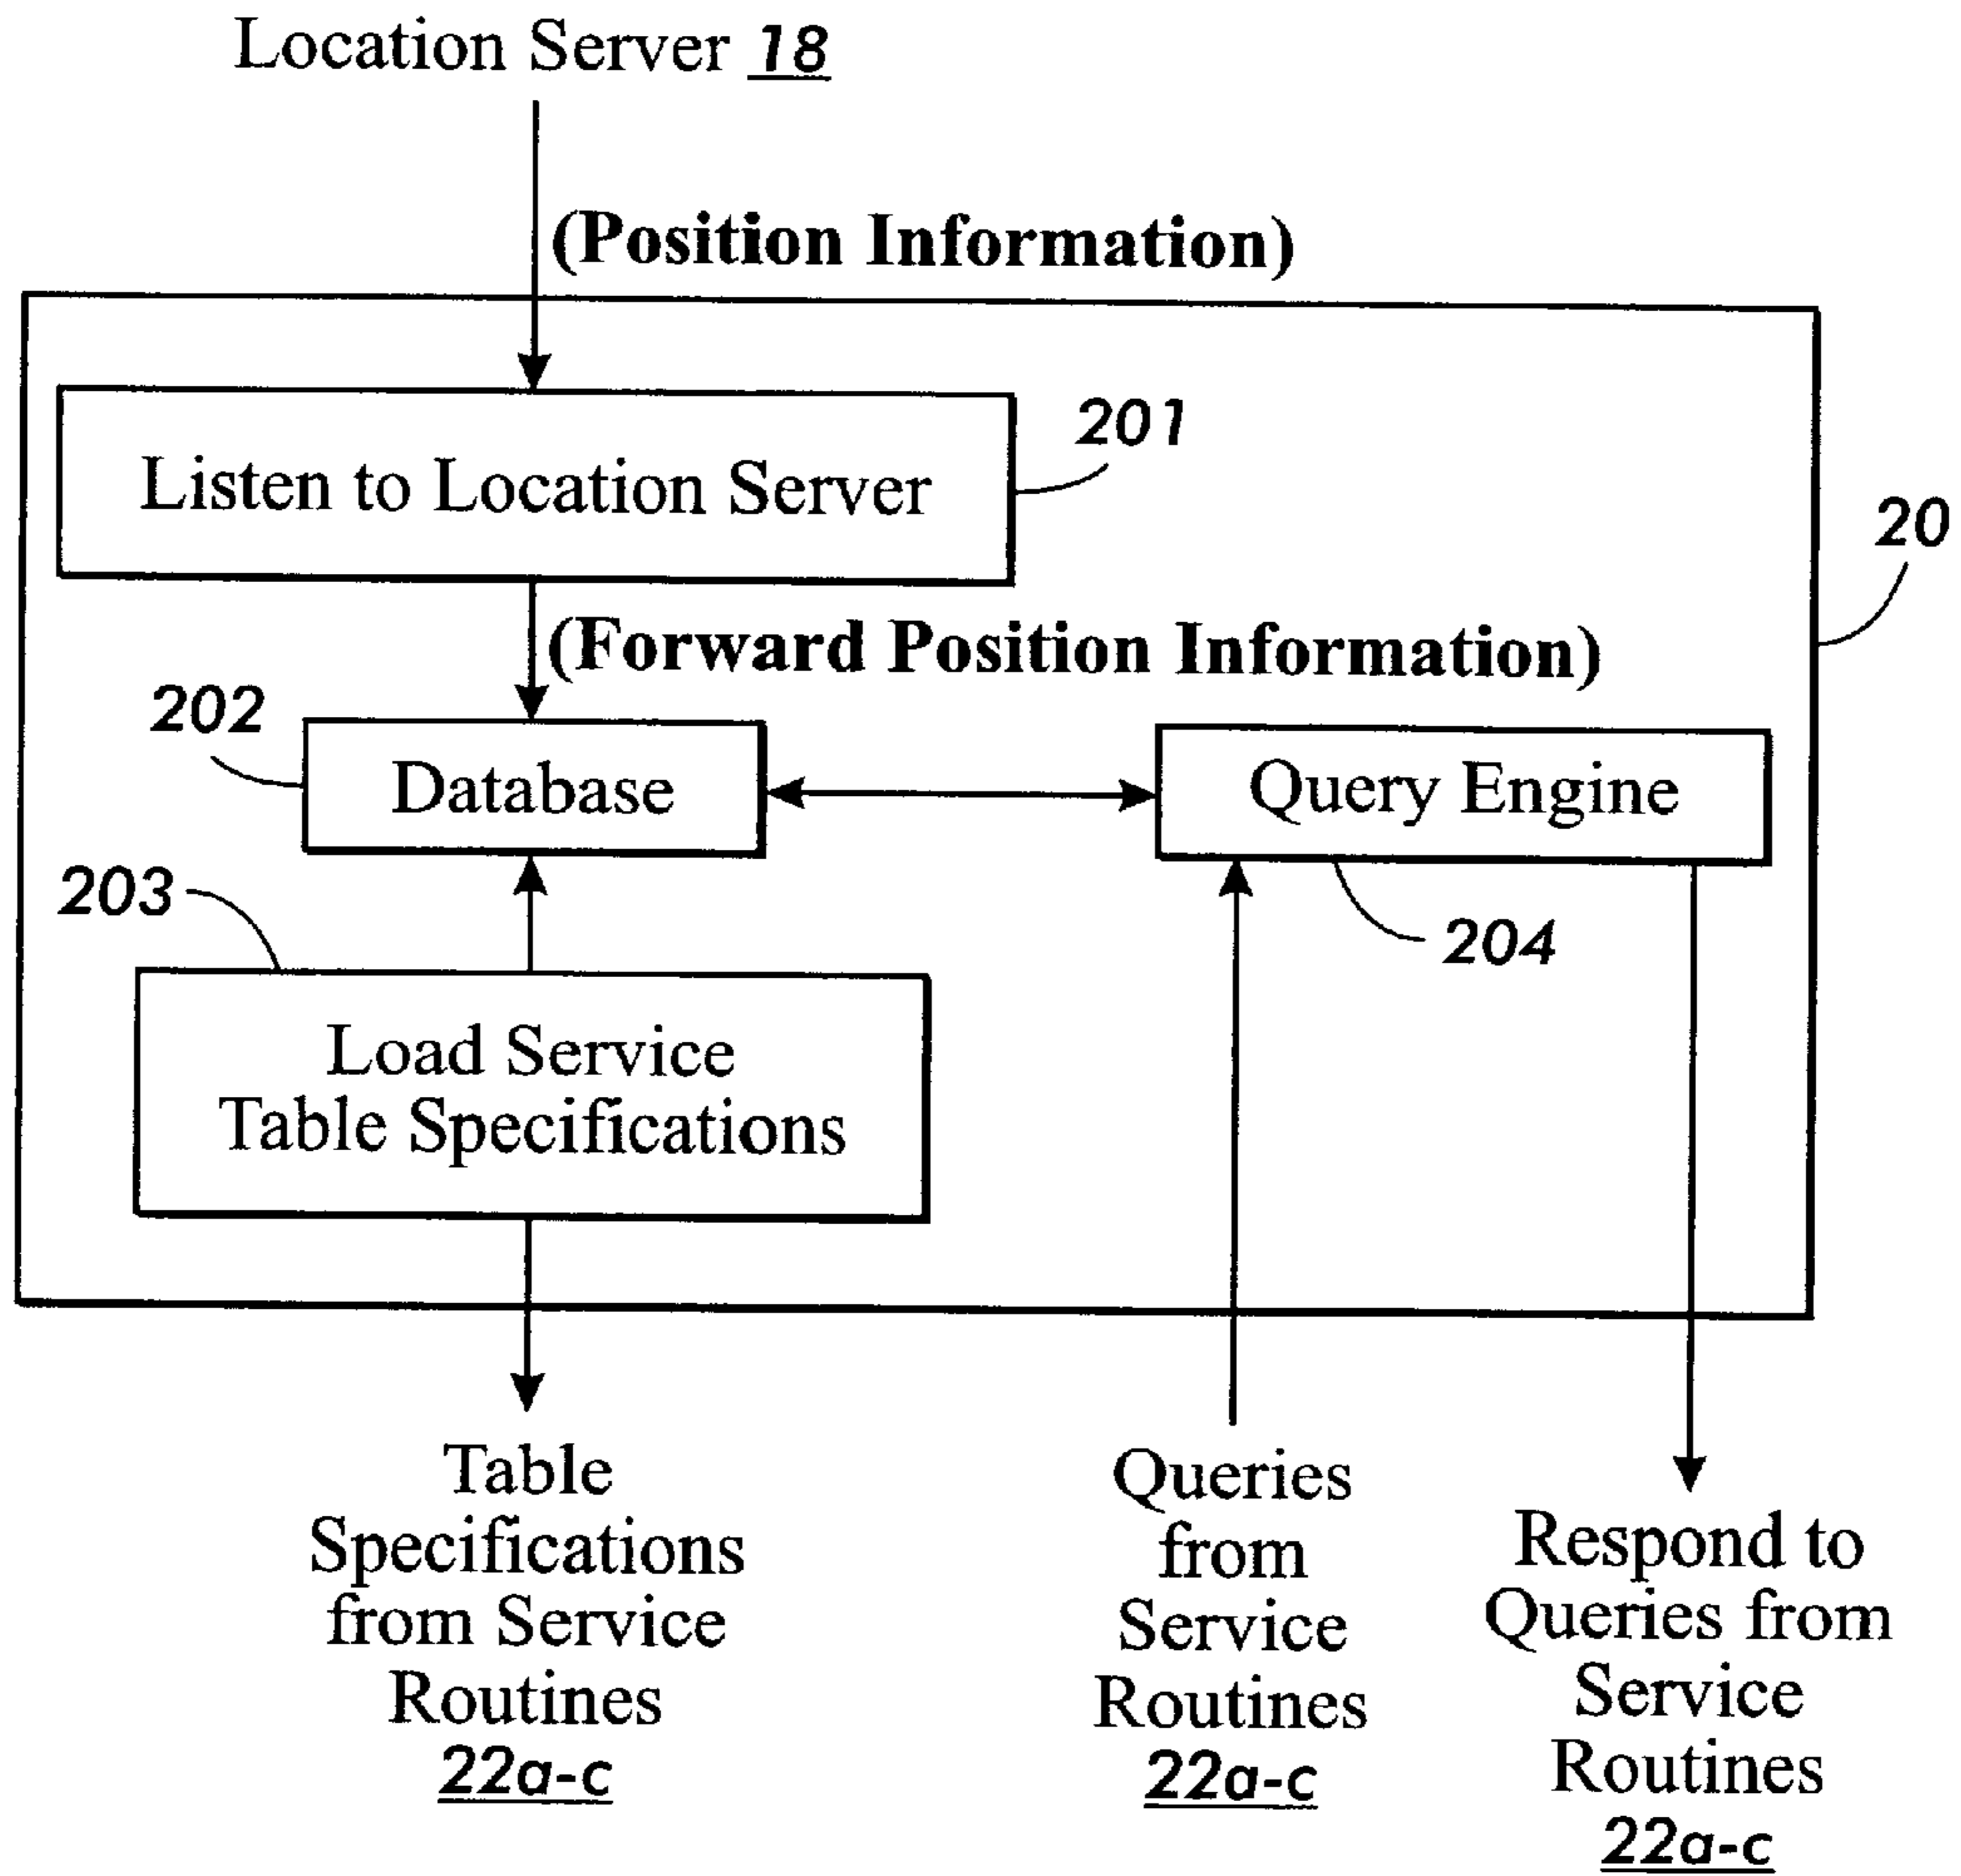 Location Server 18
(Position Information)
201
Listen to Location Server
20
(Forward Position Information)
202
Database
Query Engine
203
204
Load Service
Table Specifications
Table
Specifications
from Service
Routines
22a-c
Queries
from
Service
Routines
22a-c
Respond to
Queries from
Service
Routines
22a-c